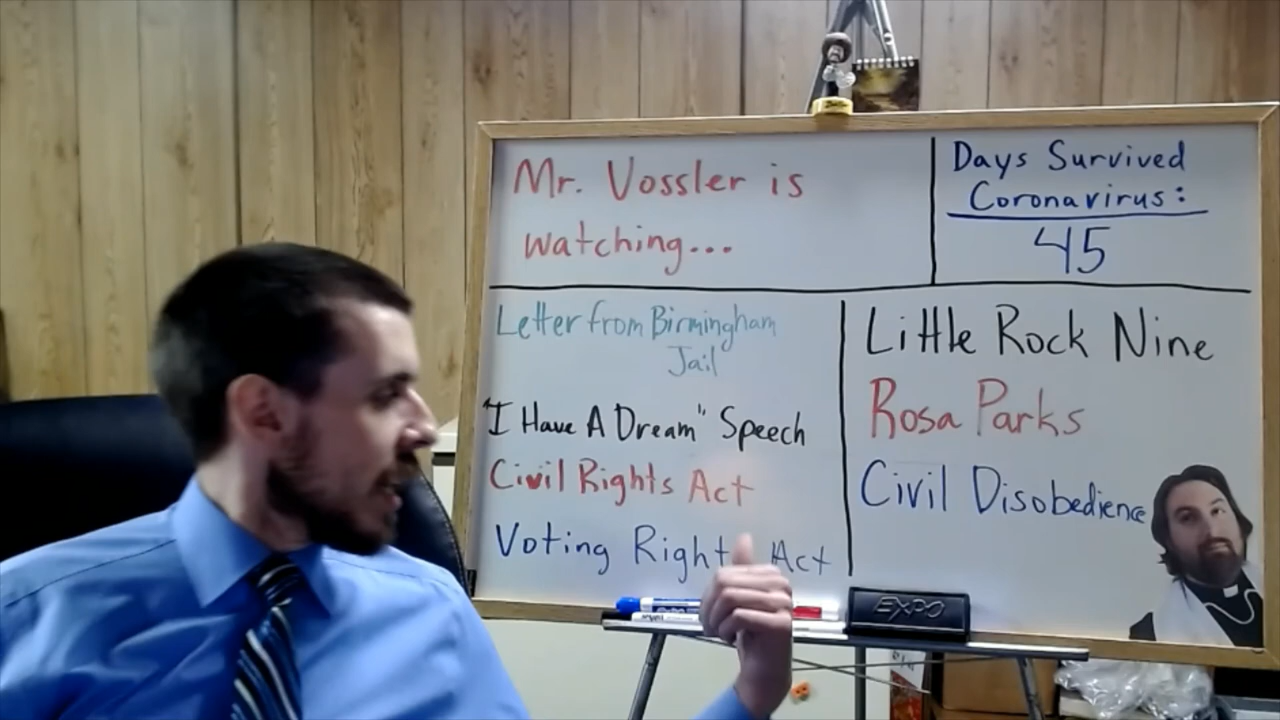 Mr. Vossler is
watching...
Days Survived
Coronavirus:
45
Letter from Birmingham
Jail
"I Have A Dream" Speech
Civil Rights Act
Voting Right Act
Little Rock Nine
Rosa Parks
Civil Disobedience
EXPO